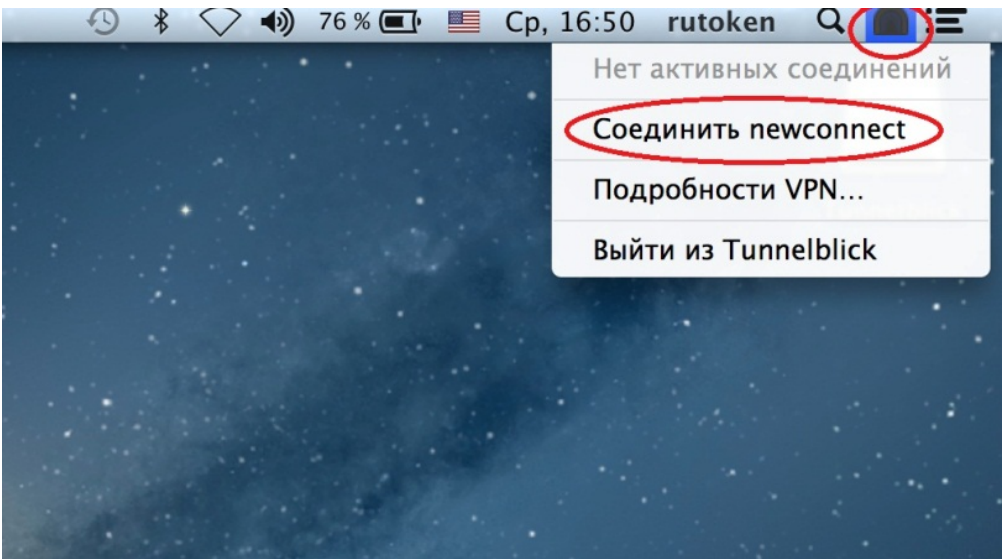 76 % Ср, 16:50 rutoken
Нет активных соединений
Соединить newconnect
Подробности VPN...
Выйти из Tunnelblick